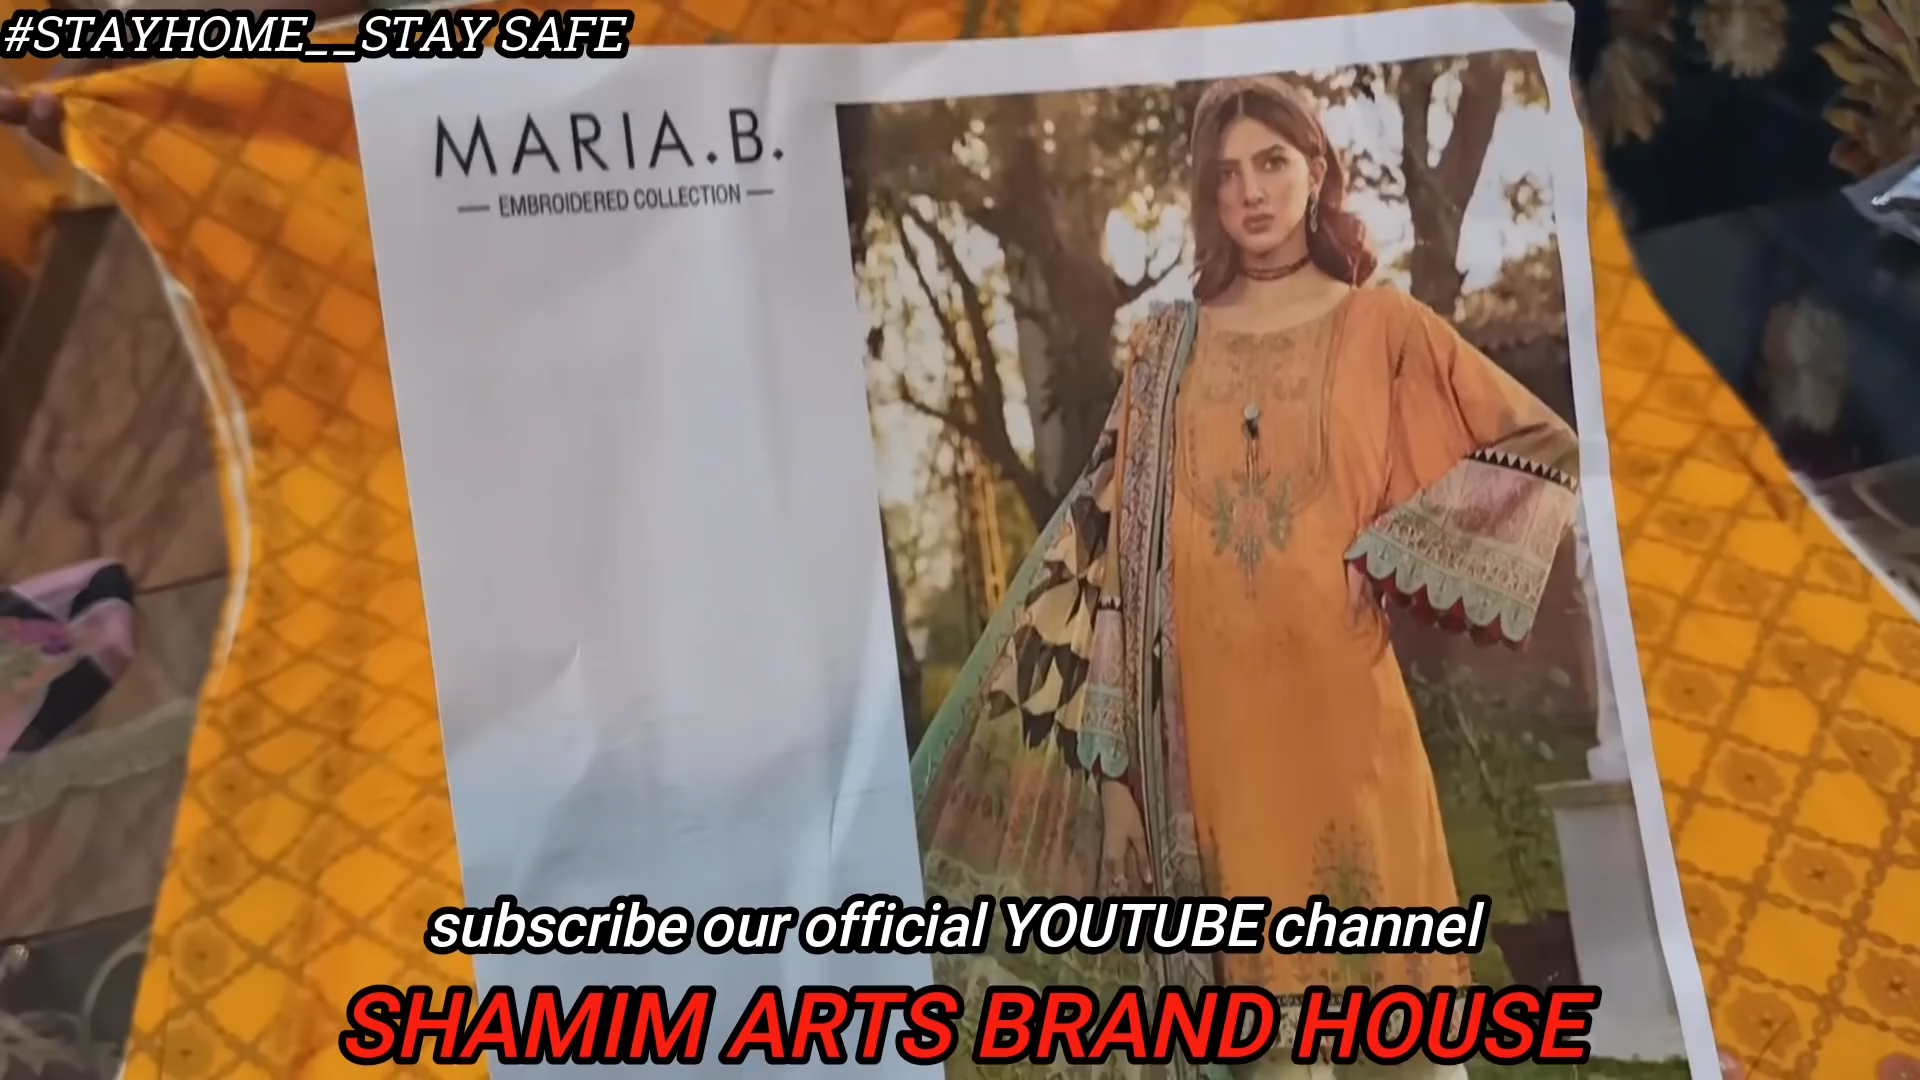 #STAYHOME__STAY SAFE
MARIA.B.
EMBROIDERED COLLECTION
subscribe our official YOUTUBE channel
SHAMIM ARTS BRAND HOUSE